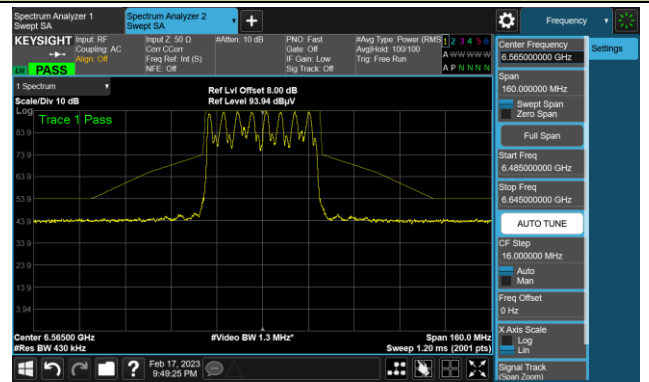 Spectrum Analyzer 1
Swept SA
Spectrum Analyzer 2
Swept SA
Frequency
KEYSIGHT
Input: RF
Coupling: AC
Align: Off
Input Z: 50 Ω
Corr CCorr
Freq Ref: Int (S)
NFE: Off
#Atten: 10 dB
PNO: Fast
Gate: Off
IF Gain: Low
Sig Track: Off
#Avg Type: Power (RMS
Avg|Hold: 100/100
Trig: Free Run
1 2 3 4 5 6
A W W W W W
A P N N N N
PASS
1 Spectrum
Scale/Div 10 dB
Ref Lvl Offset 8.00 dB
Ref Level 93.94 dBµV
Log
Trace 1 Pass
83.9
73.9
63.9
53.9
43.9
33.9
23.9
13.9
3.94
Center 6.56500 GHz
#Res BW 430 kHz
#Video BW 1.3 MHz*
Span 160.0 MHz
Sweep 1.20 ms (2001 pts)
Center Frequency
6.565000000 GHz
Settings
Span
160.000000 MHz
Swept Span
Zero Span
Full Span
Start Freq
6.485000000 GHz
Stop Freq
6.645000000 GHz
AUTO TUNE
CF Step
16.000000 MHz
Auto
Man
Freq Offset
0 Hz
X Axis Scale
Log
Lin
Signal Track
(Span Zoom)
Feb 17, 2023
9:49:25 PM